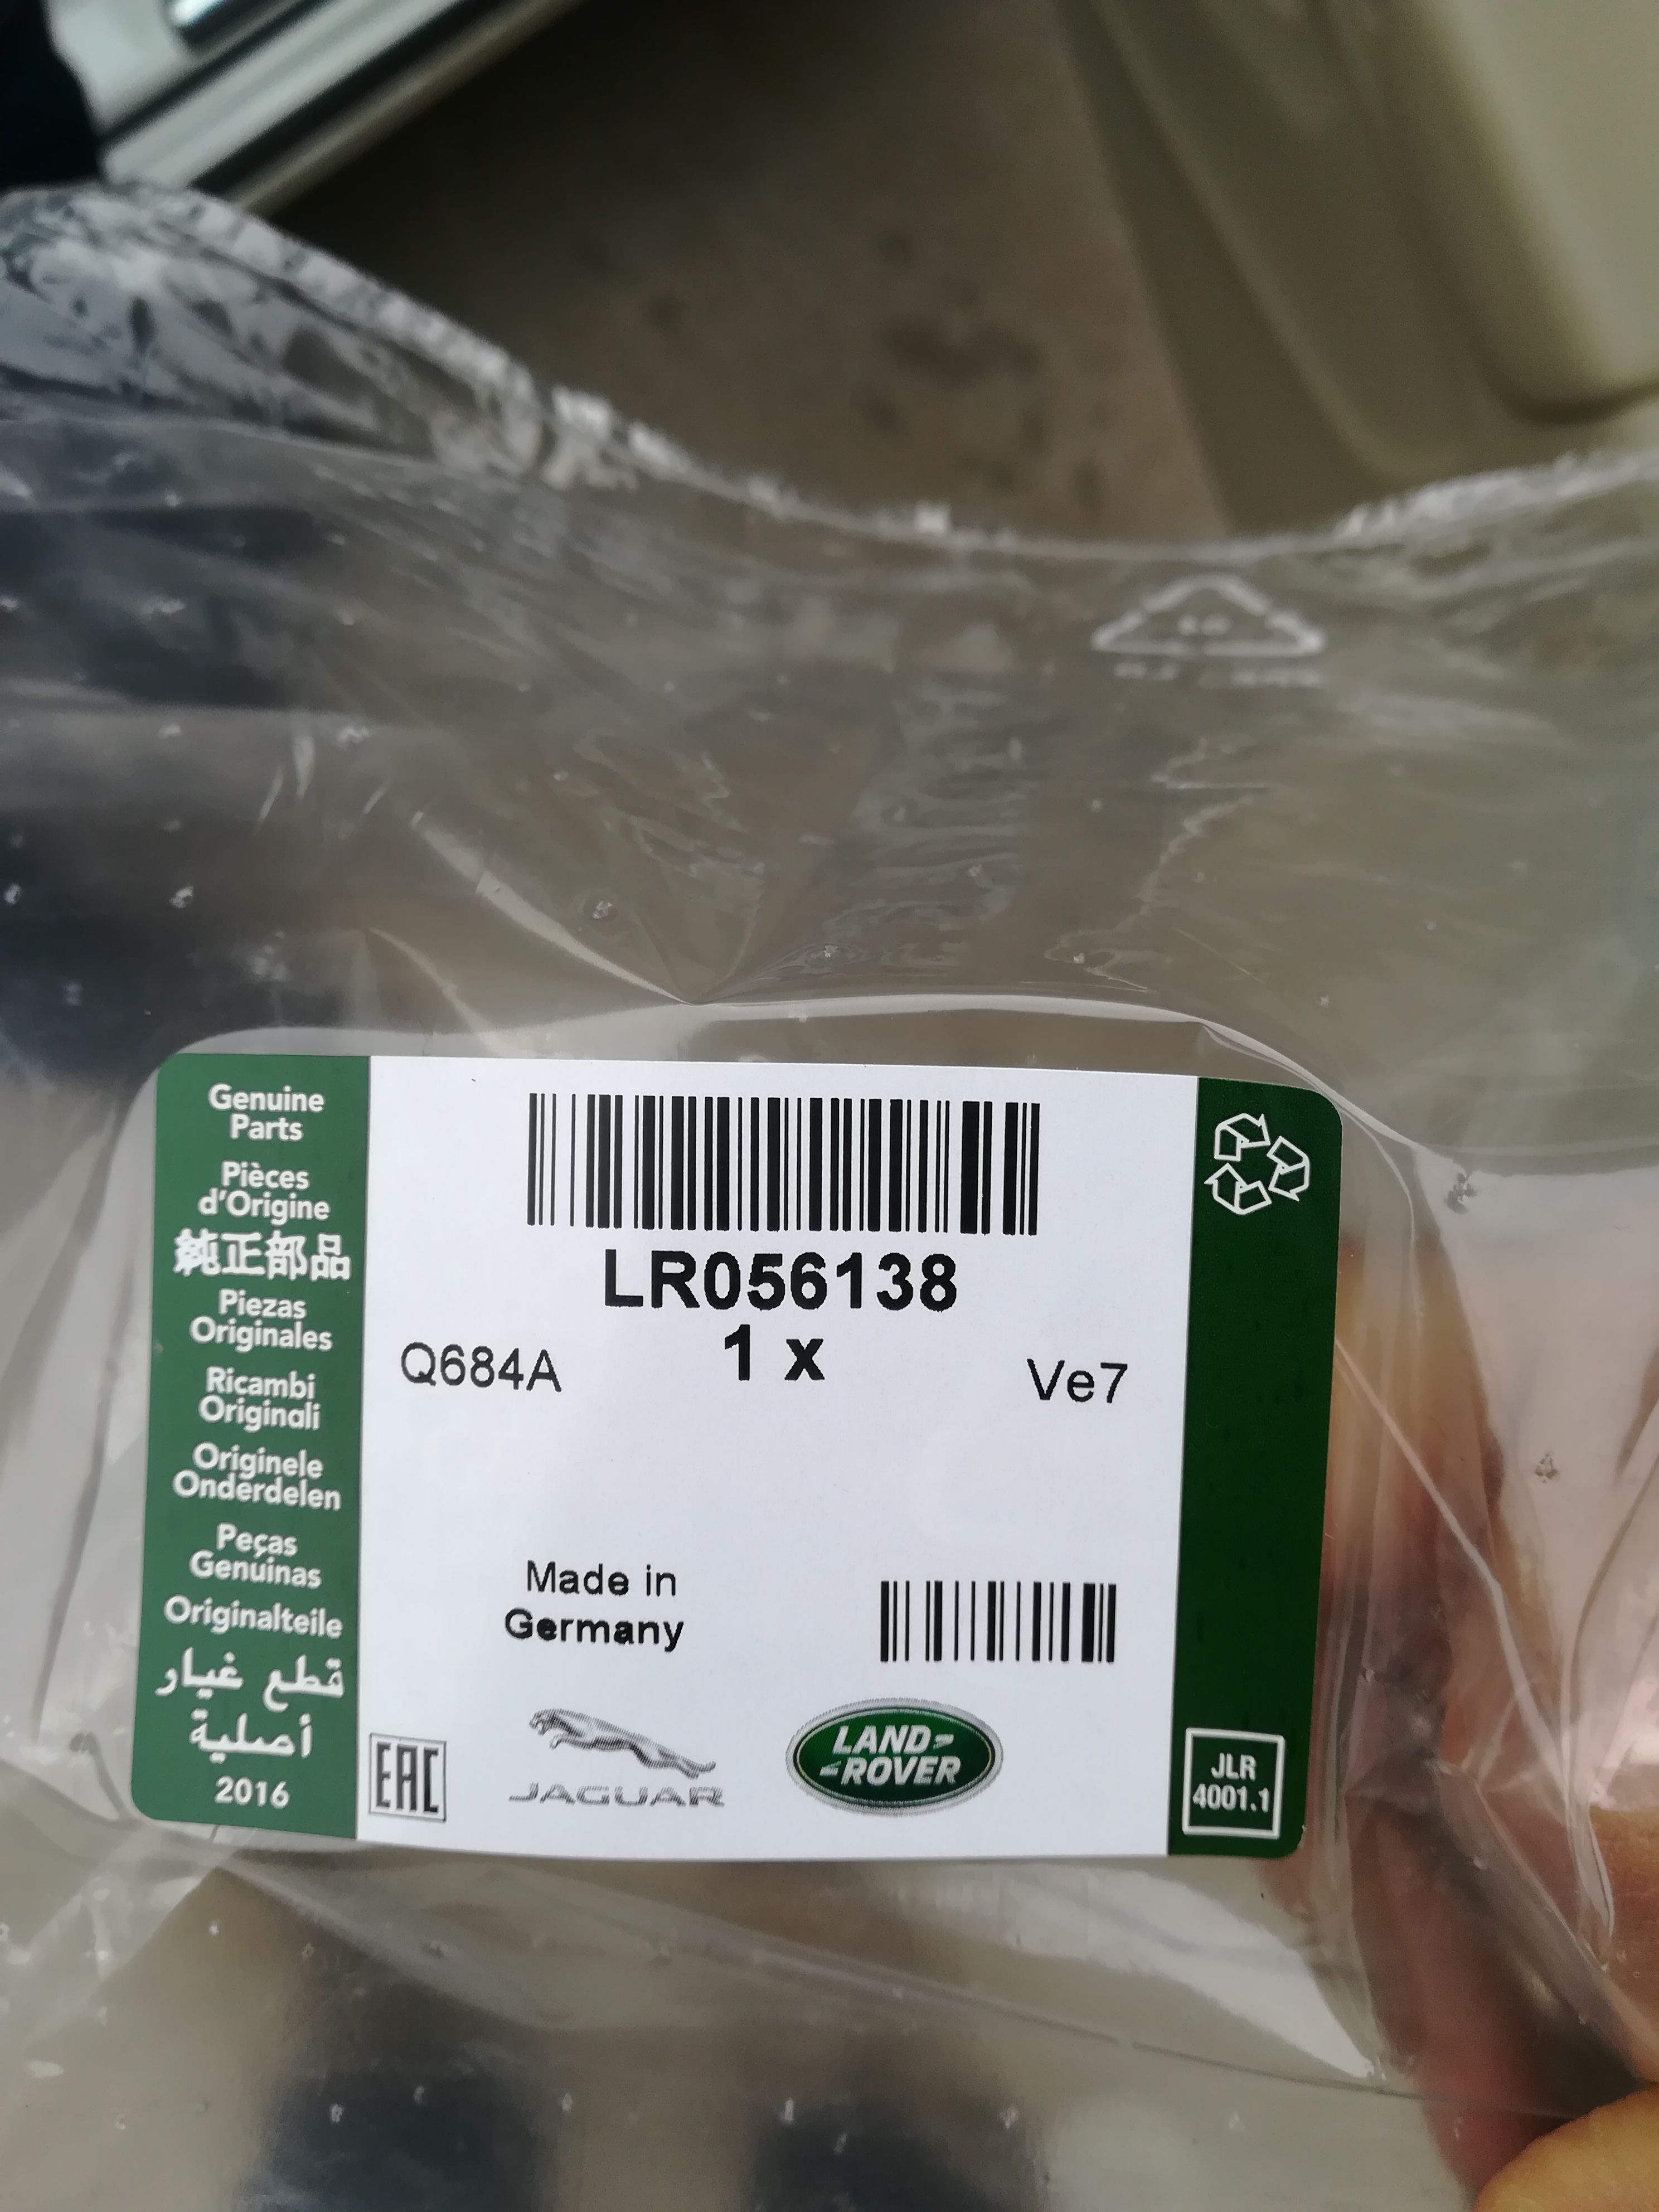 Genuine
Parts
Pièces
d'Origine
純正部品
Piezas
Originales
Ricambi
Originali
Originele
Onderdelen
Peças
Genuinas
Originalteile
قطع غيار
أصلية
2016
LR056138
1 x
Q684A
Ve7
Made in
Germany
EAC
JAGUAR
LAND-
-ROVER
JLR
4001.1